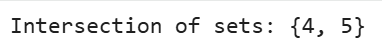 Intersection of sets: {4, 5}